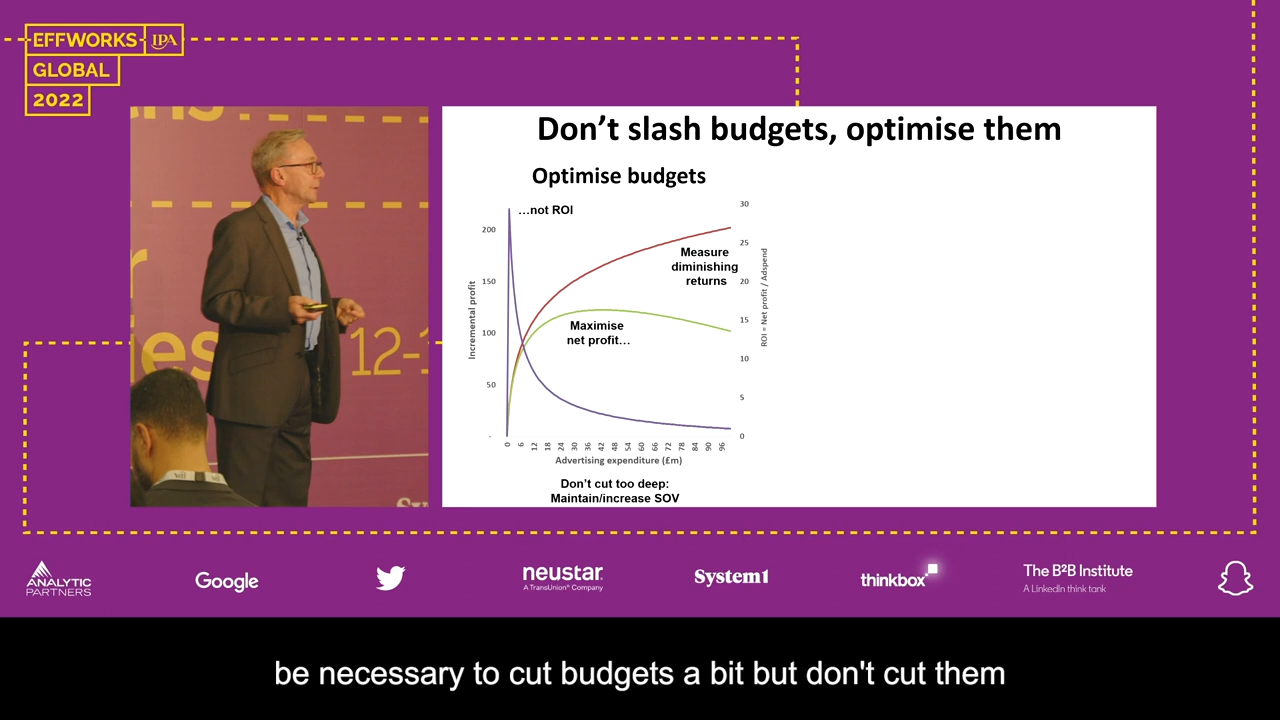 EFFWORKS IPA
GLOBAL
2022
12-1
Don't slash budgets, optimise them
Optimise budgets
…not ROI
Measure
diminishing
returns
Maximise
net profit…
Incremental profit
200
150
100
50
-
30
25
20
15
10
5
0
ROI = Net profit / Adspend
0 6 12 18 24 30 36 42 48 54 60 66 72 78 84 90 96
Advertising expenditure (£m)
Don't cut too deep:
Maintain/increase SOV
ANALYTIC
PARTNERS
Google
neustar
A TransUnion® Company
System1
thinkbox
The B²B Institute
A LinkedIn think tank
be necessary to cut budgets a bit but don't cut them